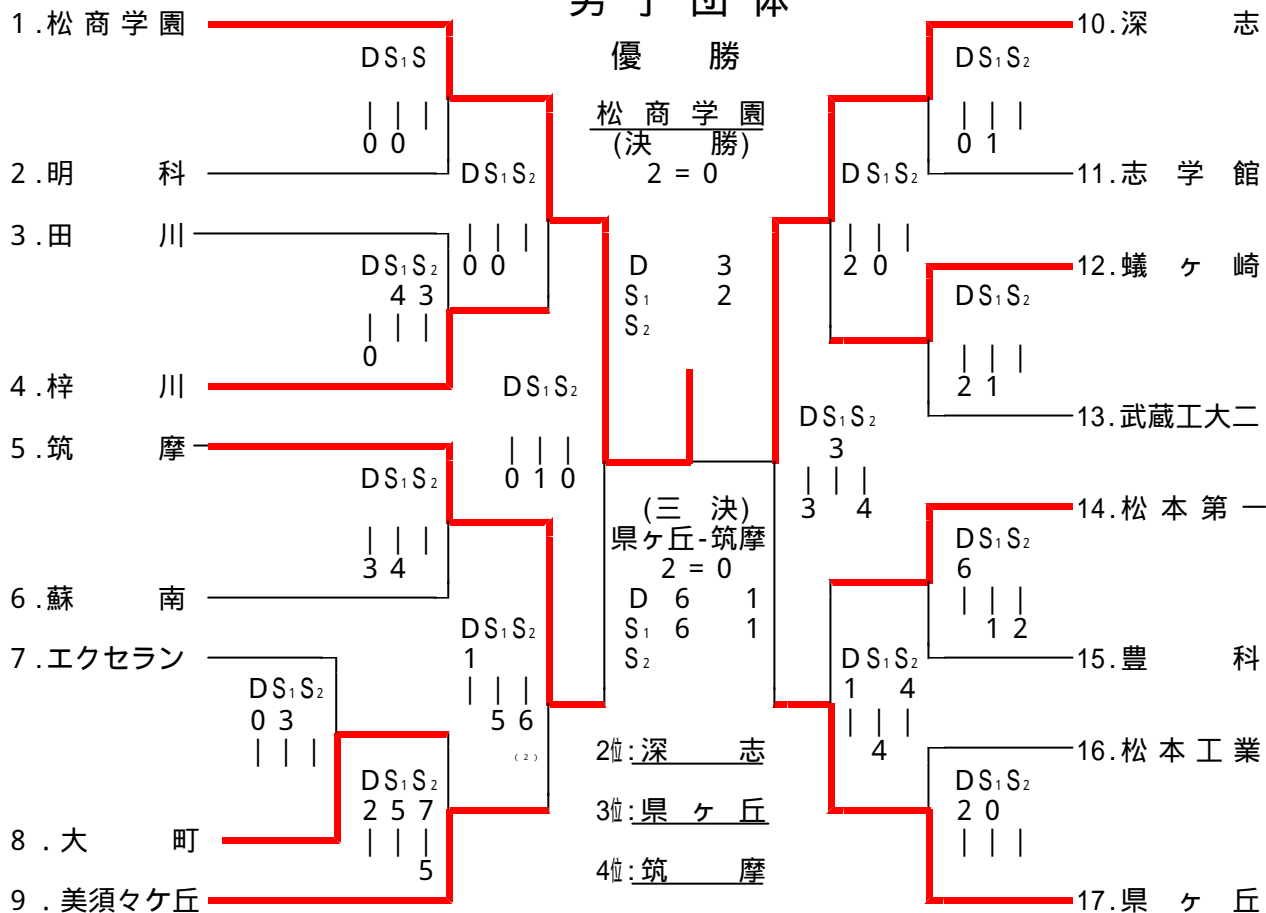 男子団体
優勝
松商学園
(決勝)
2 = 0
D 3
S1 2
S2
1.松商学園
DS1S
| | |
0 0
2.明科
DS1S2
| | |
0 0
3.田川
DS1S2
4 3
| | |
0
4.梓川
DS1S2
| | |
0 1 0
5.筑摩
DS1S2
| | |
3 4
6.蘇南
DS1S2
1
| | |
5 6
(2)
7.エクセラン
DS1S2
0 3
| | |
8.大町
DS1S2
2 5 7
| | |
5
9.美須々ケ丘
(三決)
県ヶ丘-筑摩
2 = 0
D 6 1
S1 6 1
S2
2位:深志
3位:県ヶ丘
4位:筑摩
10.深志
DS1S2
| | |
0 1
11.志学館
DS1S2
| | |
2 0
12.蟻ヶ崎
DS1S2
| | |
2 1
13.武蔵工大二
DS1S2
3
| | |
3 4
14.松本第一
DS1S2
6
| | |
1 2
15.豊科
DS1S2
1 4
| | |
4
16.松本工業
DS1S2
2 0
| | |
17.県ヶ丘